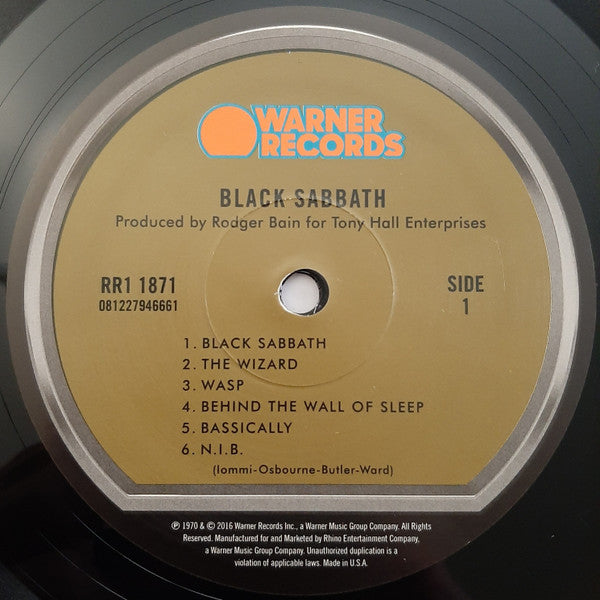 WARNER
RECORDS
BLACK SABBATH
Produced by Rodger Bain for Tony Hall Enterprises
RR1 1871
081227946661
SIDE
1
1. BLACK SABBATH
2. THE WIZARD
3. WASP
4. BEHIND THE WALL OF SLEEP
5. BASSICALLY
6. N.I.B.
(Iommi-Osbourne-Butler-Ward)
℗ 1970 & © 2016 Warner Records Inc., a Warner Music Group Company. All Rights
Reserved. Manufactured for and Marketed by Rhino Entertainment Company,
a Warner Music Group Company. Unauthorized duplication is a
violation of applicable laws. Made in U.S.A.